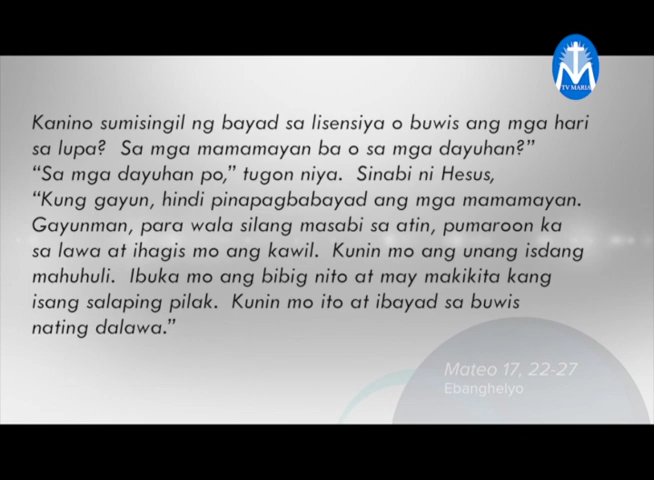 TV MARIA
Kanino sumisingil ng bayad sa lisensiya o buwis ang mga hari
sa lupa?  Sa mga mamamayan ba o sa mga dayuhan?”
“Sa mga dayuhan po,” tugon niya.  Sinabi ni Hesus,
“Kung gayun, hindi pinapagbabayad ang mga mamamayan.
Gayunman, para wala silang masabi sa atin, pumaroon ka
sa lawa at ihagis mo ang kawil.  Kunin mo ang unang isdang
mahuhuli.  Ibuka mo ang bibig nito at may makikita kang
isang salaping pilak.  Kunin mo ito at ibayad sa buwis
nating dalawa.”
Mateo 17, 22-27
Ebanghelyo